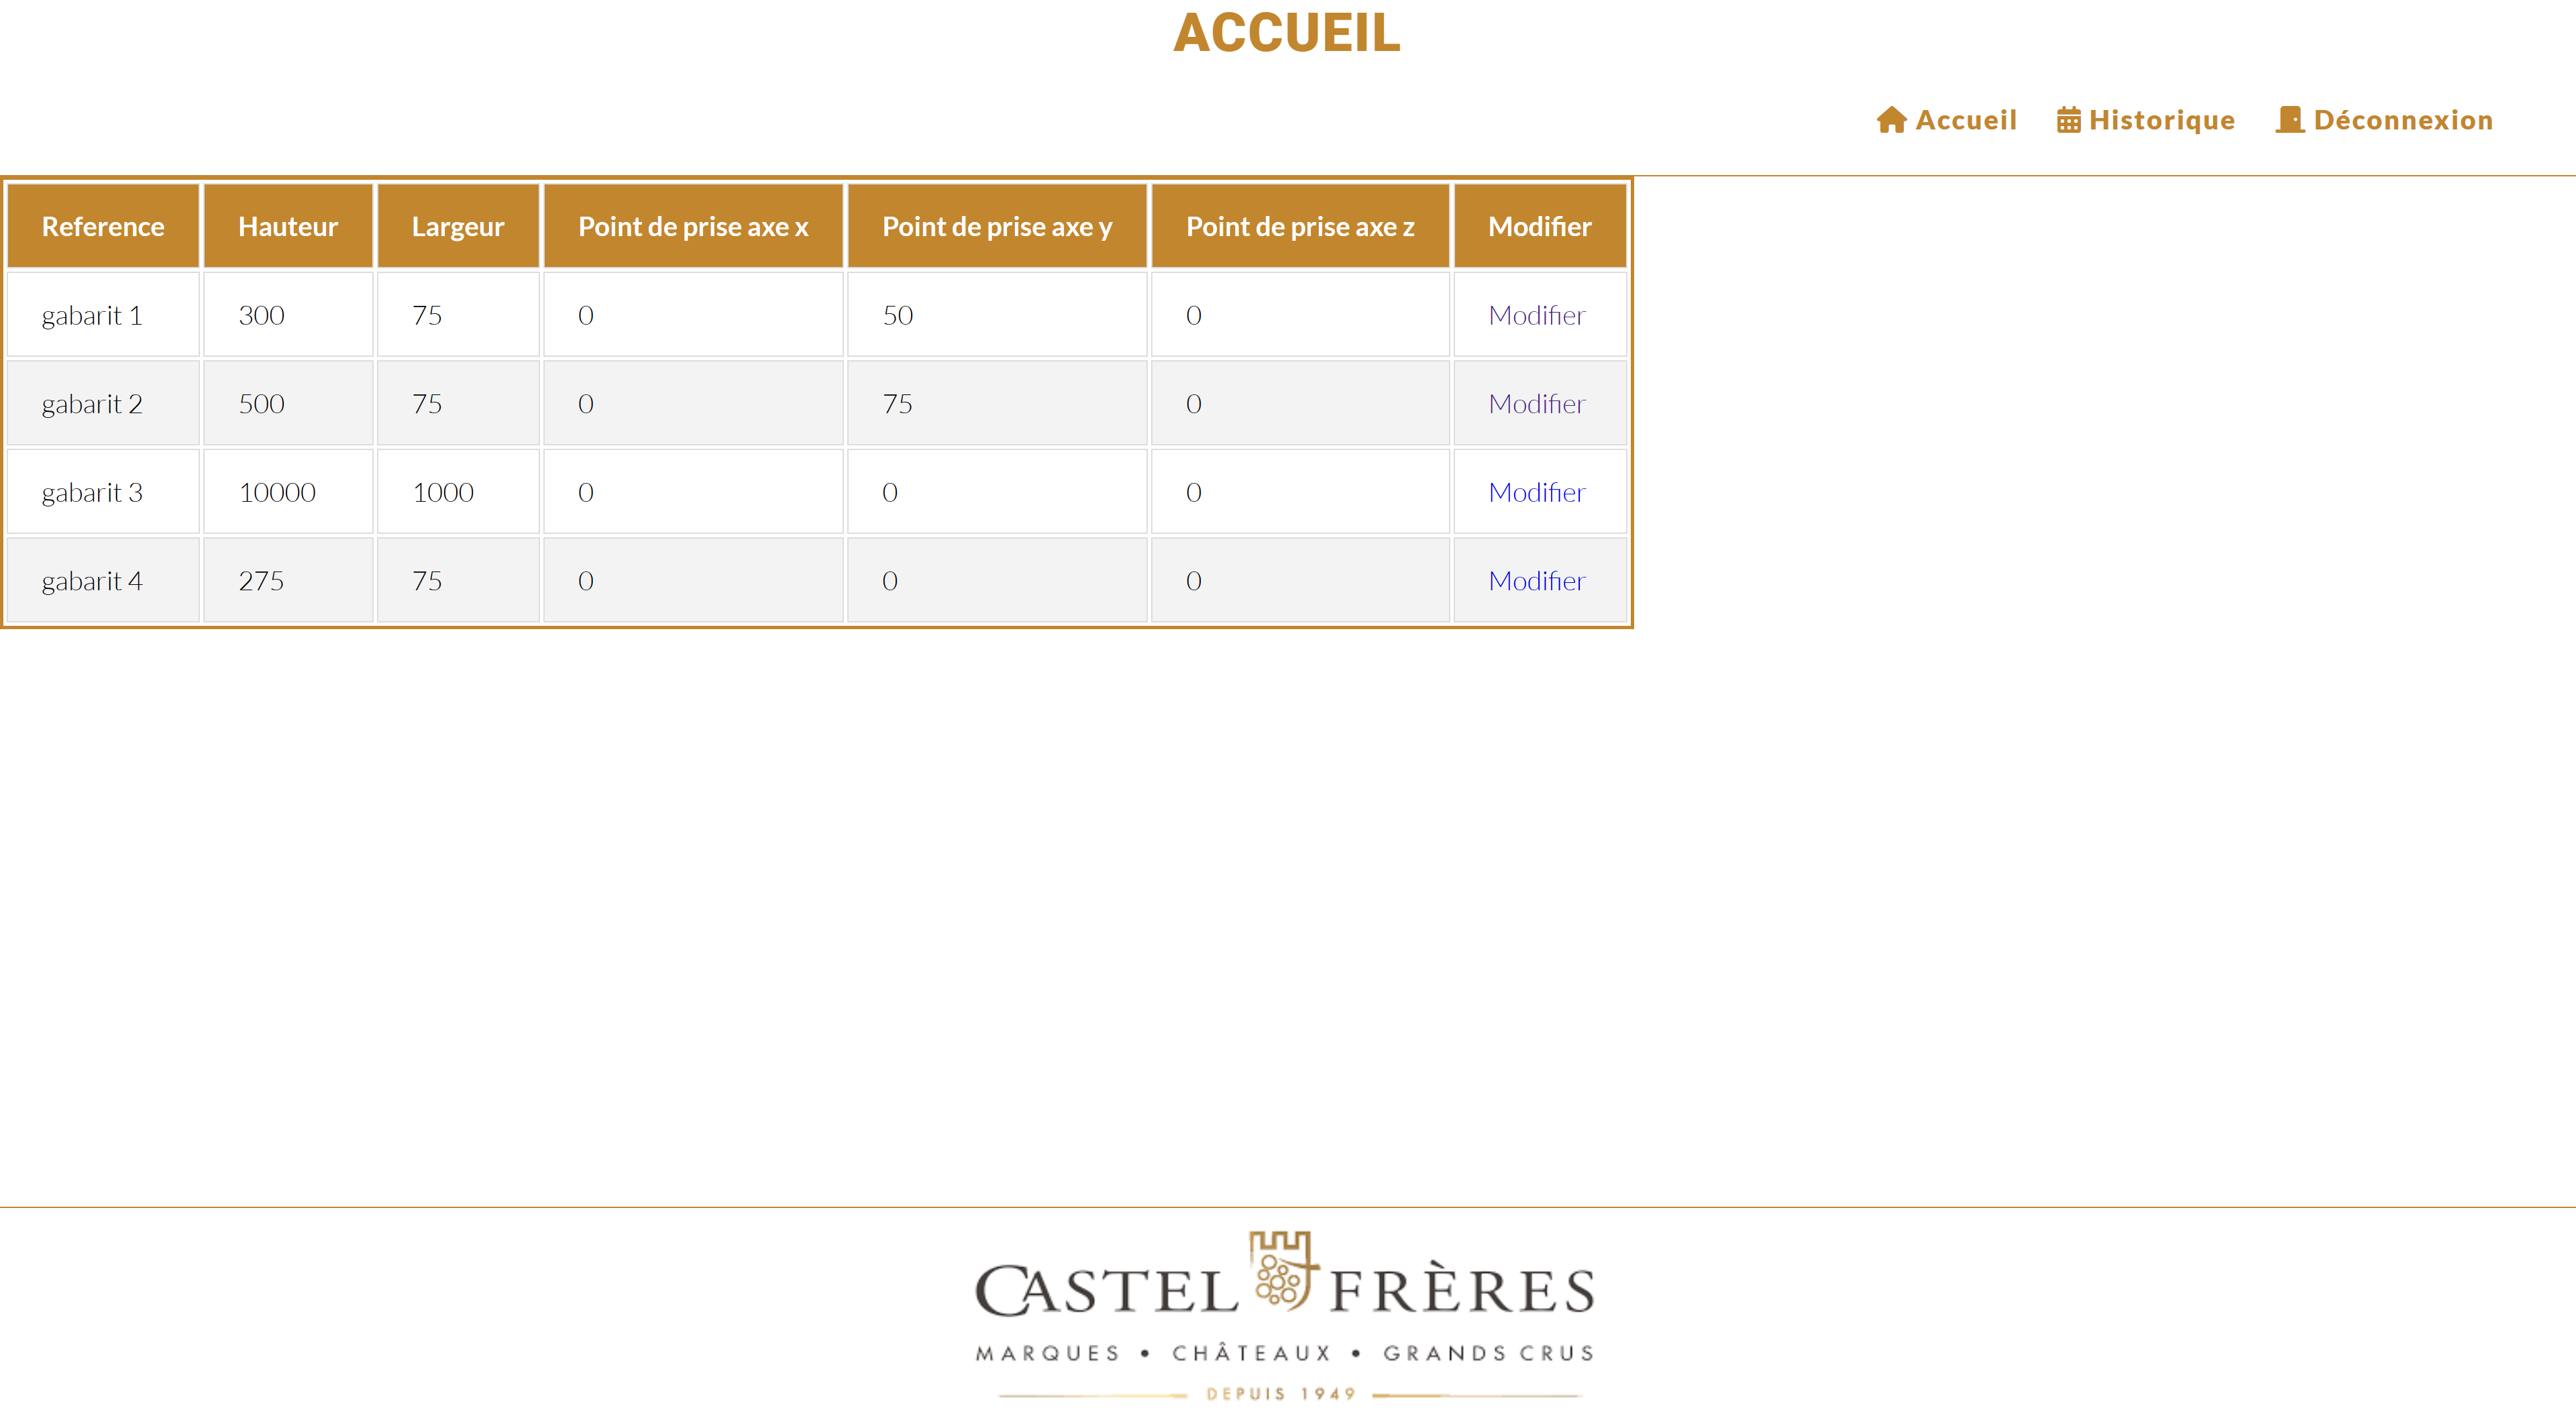 ACCUEIL
Accueil Historique Déconnexion
Reference Hauteur Largeur Point de prise axe x Point de prise axe y Point de prise axe z Modifier
gabarit 1 300 75 0 50 0 Modifier
gabarit 2 500 75 0 75 0 Modifier
gabarit 3 10000 1000 0 0 0 Modifier
gabarit 4 275 75 0 0 0 Modifier
CASTEL FRÈRES
MARQUES • CHÂTEAUX • GRANDS CRUS
DEPUIS 1949